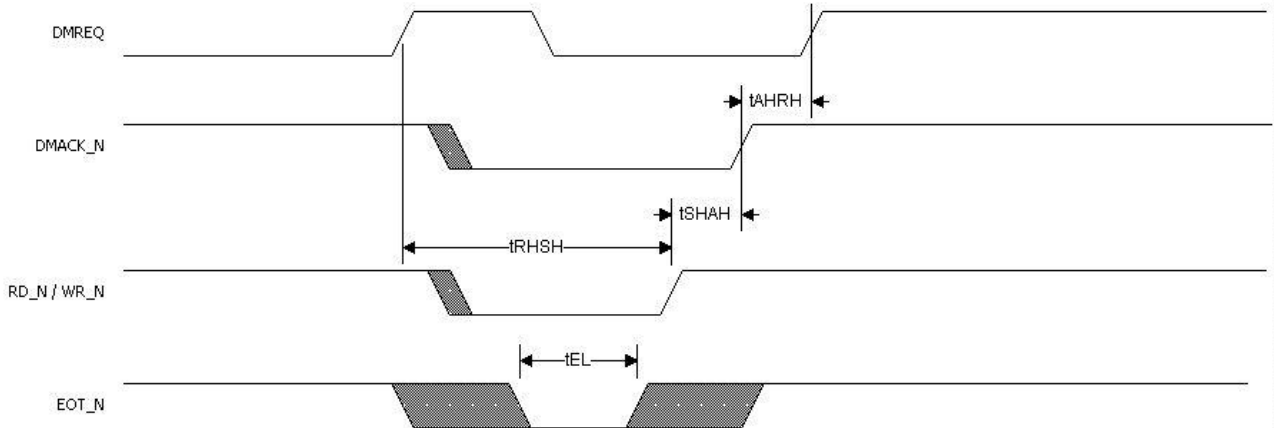 DMREQ
tAHRH
DMACK_N
tSHAH
tRHSH
RD_N / WR_N
tEL
EOT_N